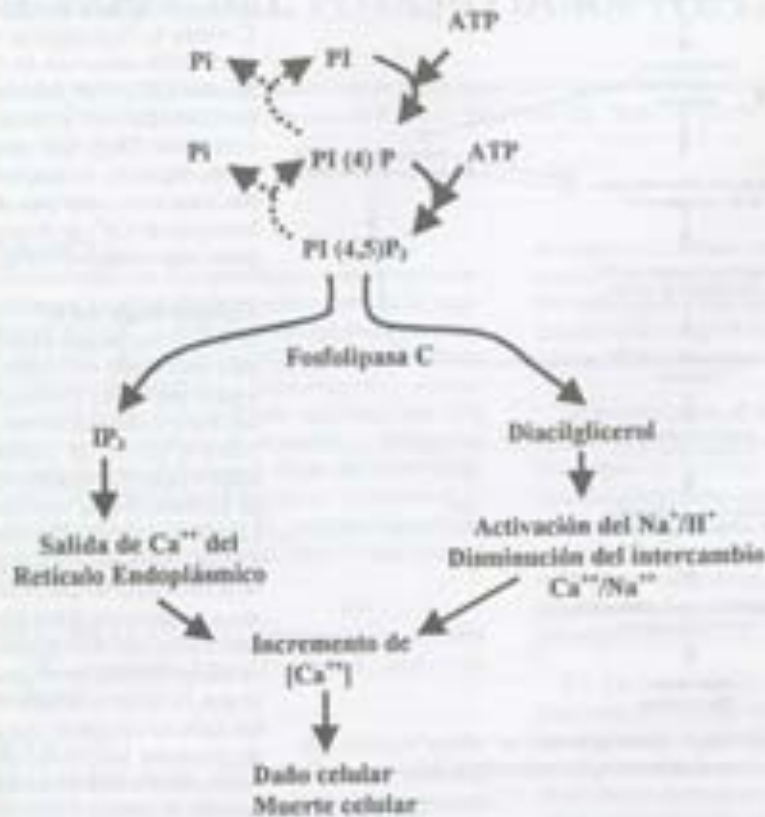 ATP
Pi PI
Pi PI (4) P ATP
PI (4,5)P₂
Fosfolipasa C
IP₃ Diacilglicerol
Salida de Ca⁺⁺ del
Retículo Endoplásmico
Activación del Na⁺/H⁺
Disminución del intercambio
Ca⁺⁺/Na⁺⁺
Incremento de
[Ca⁺⁺]
Daño celular
Muerte celular